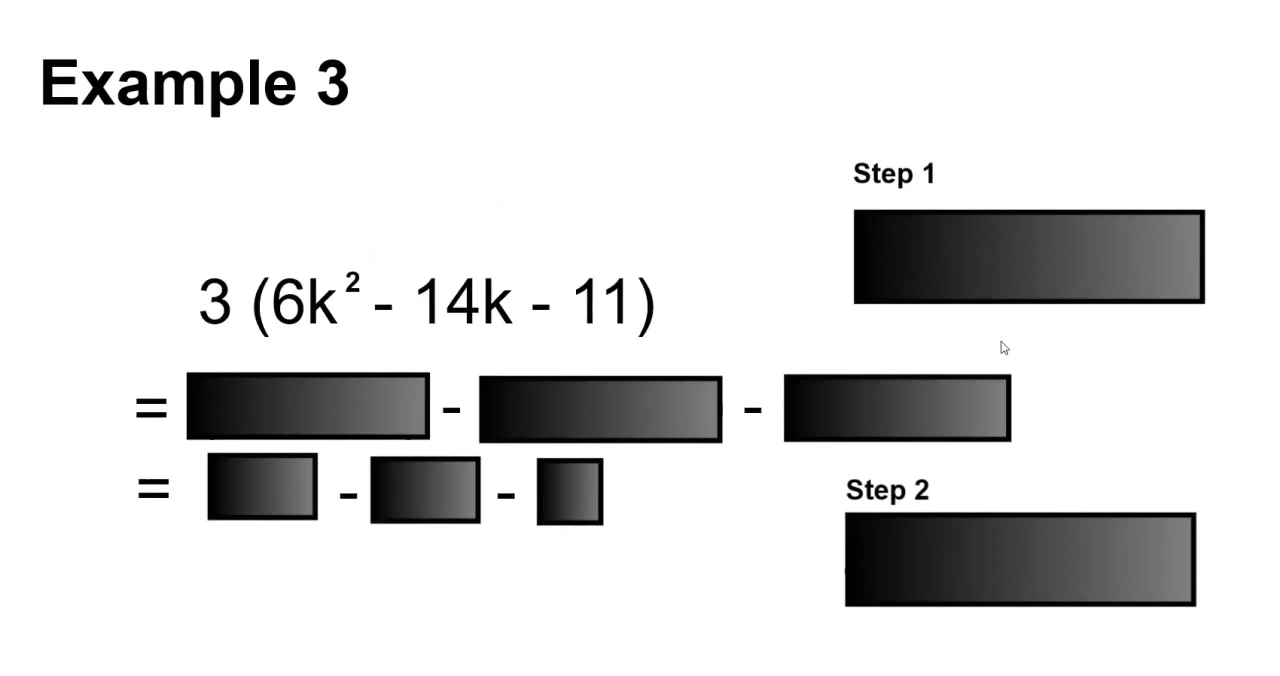 Example 3
Step 1
3 (6k² - 14k - 11)
= - -
= - -
Step 2